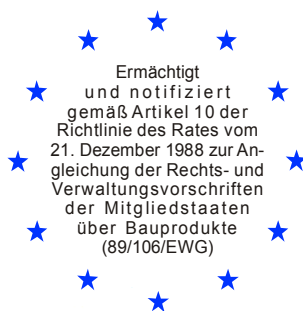 Ermächtigt
und notifiziert
gemäß Artikel 10 der
Richtlinie des Rates vom
21. Dezember 1988 zur An-
gleichung der Rechts- und
Verwaltungsvorschriften
der Mitgliedstaaten
über Bauprodukte
(89/106/EWG)